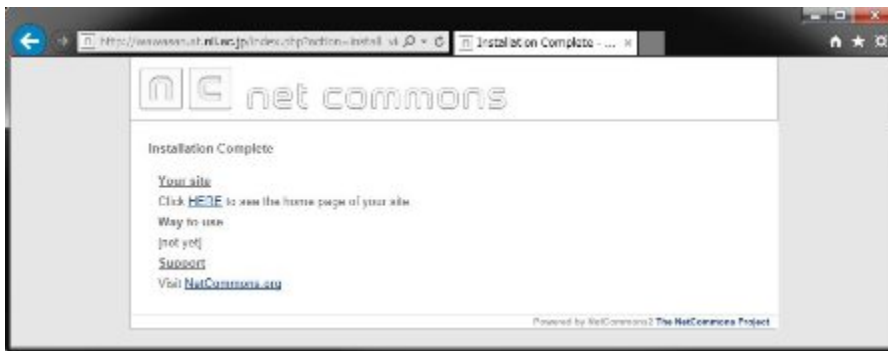 Installation Complete - ...
net commons
Installation Complete
Your site
Click HERE to see the home page of your site
Way to use
[not yet]
Support
Visit NetCommons.org
Powered by NetCommons2 The NetCommons Project